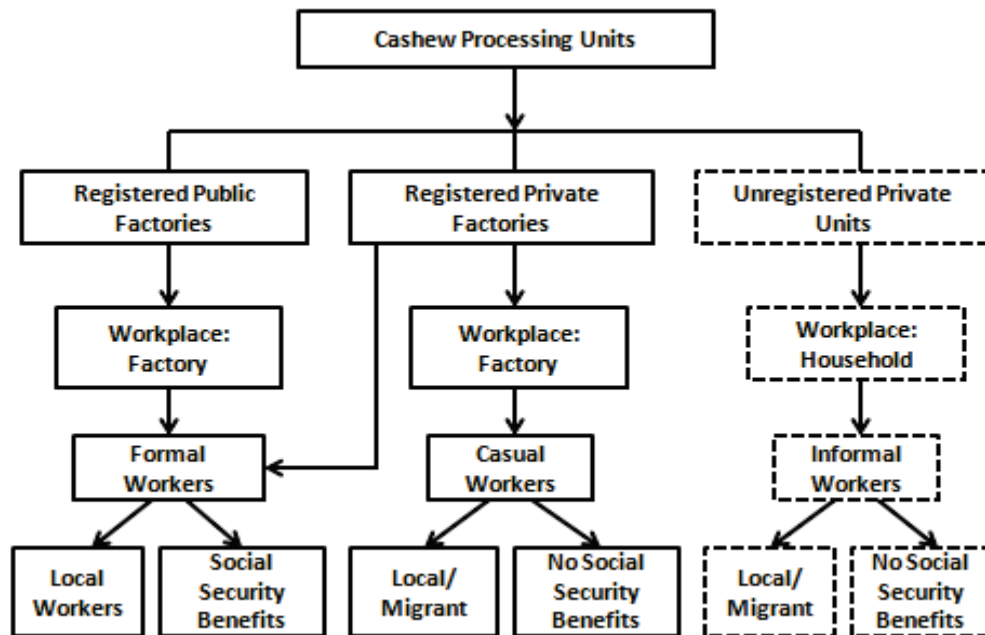 Cashew Processing Units
Registered Public
Factories
Registered Private
Factories
Unregistered Private
Units
Workplace:
Factory
Workplace:
Factory
Workplace:
Household
Formal
Workers
Casual
Workers
Informal
Workers
Local
Workers
Social
Security
Benefits
Local/
Migrant
No Social
Security
Benefits
Local/
Migrant
No Social
Security
Benefits